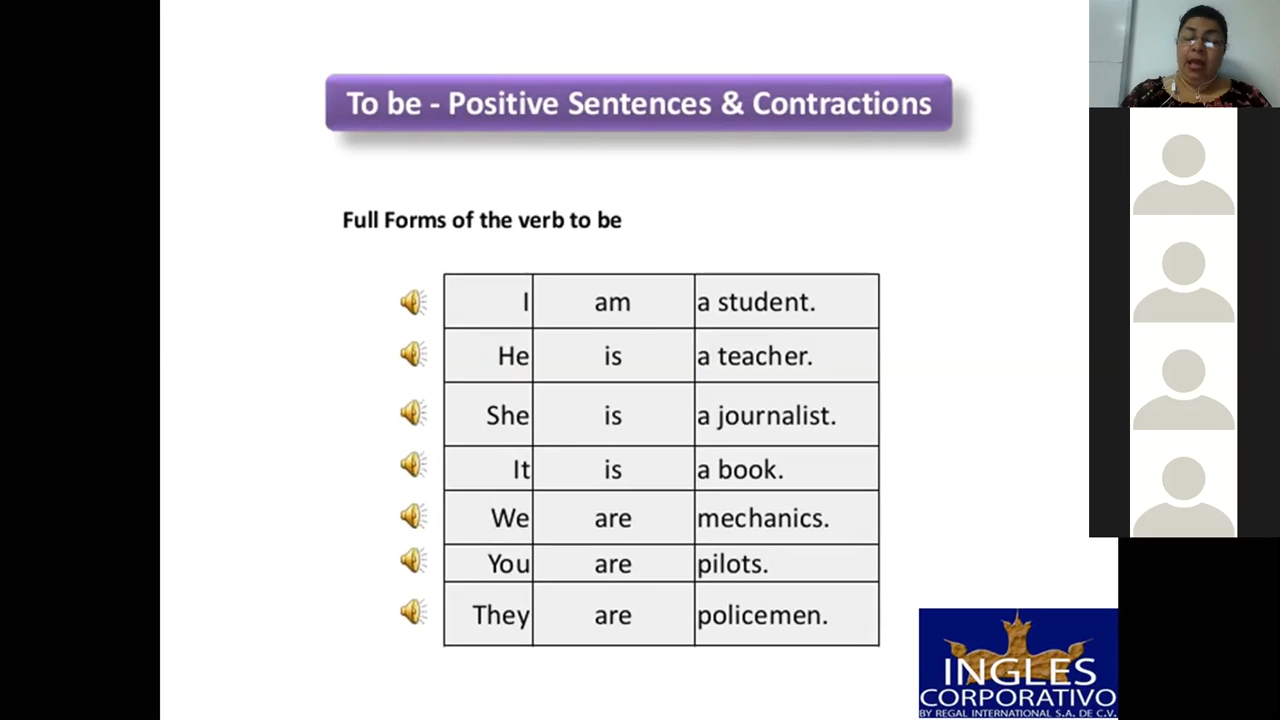 To be - Positive Sentences & Contractions
Full Forms of the verb to be
I am a student.
He is a teacher.
She is a journalist.
It is a book.
We are mechanics.
You are pilots.
They are policemen.
INGLES
CORPORATIVO
BY REGAL INTERNATIONAL S.A. DE C.V.